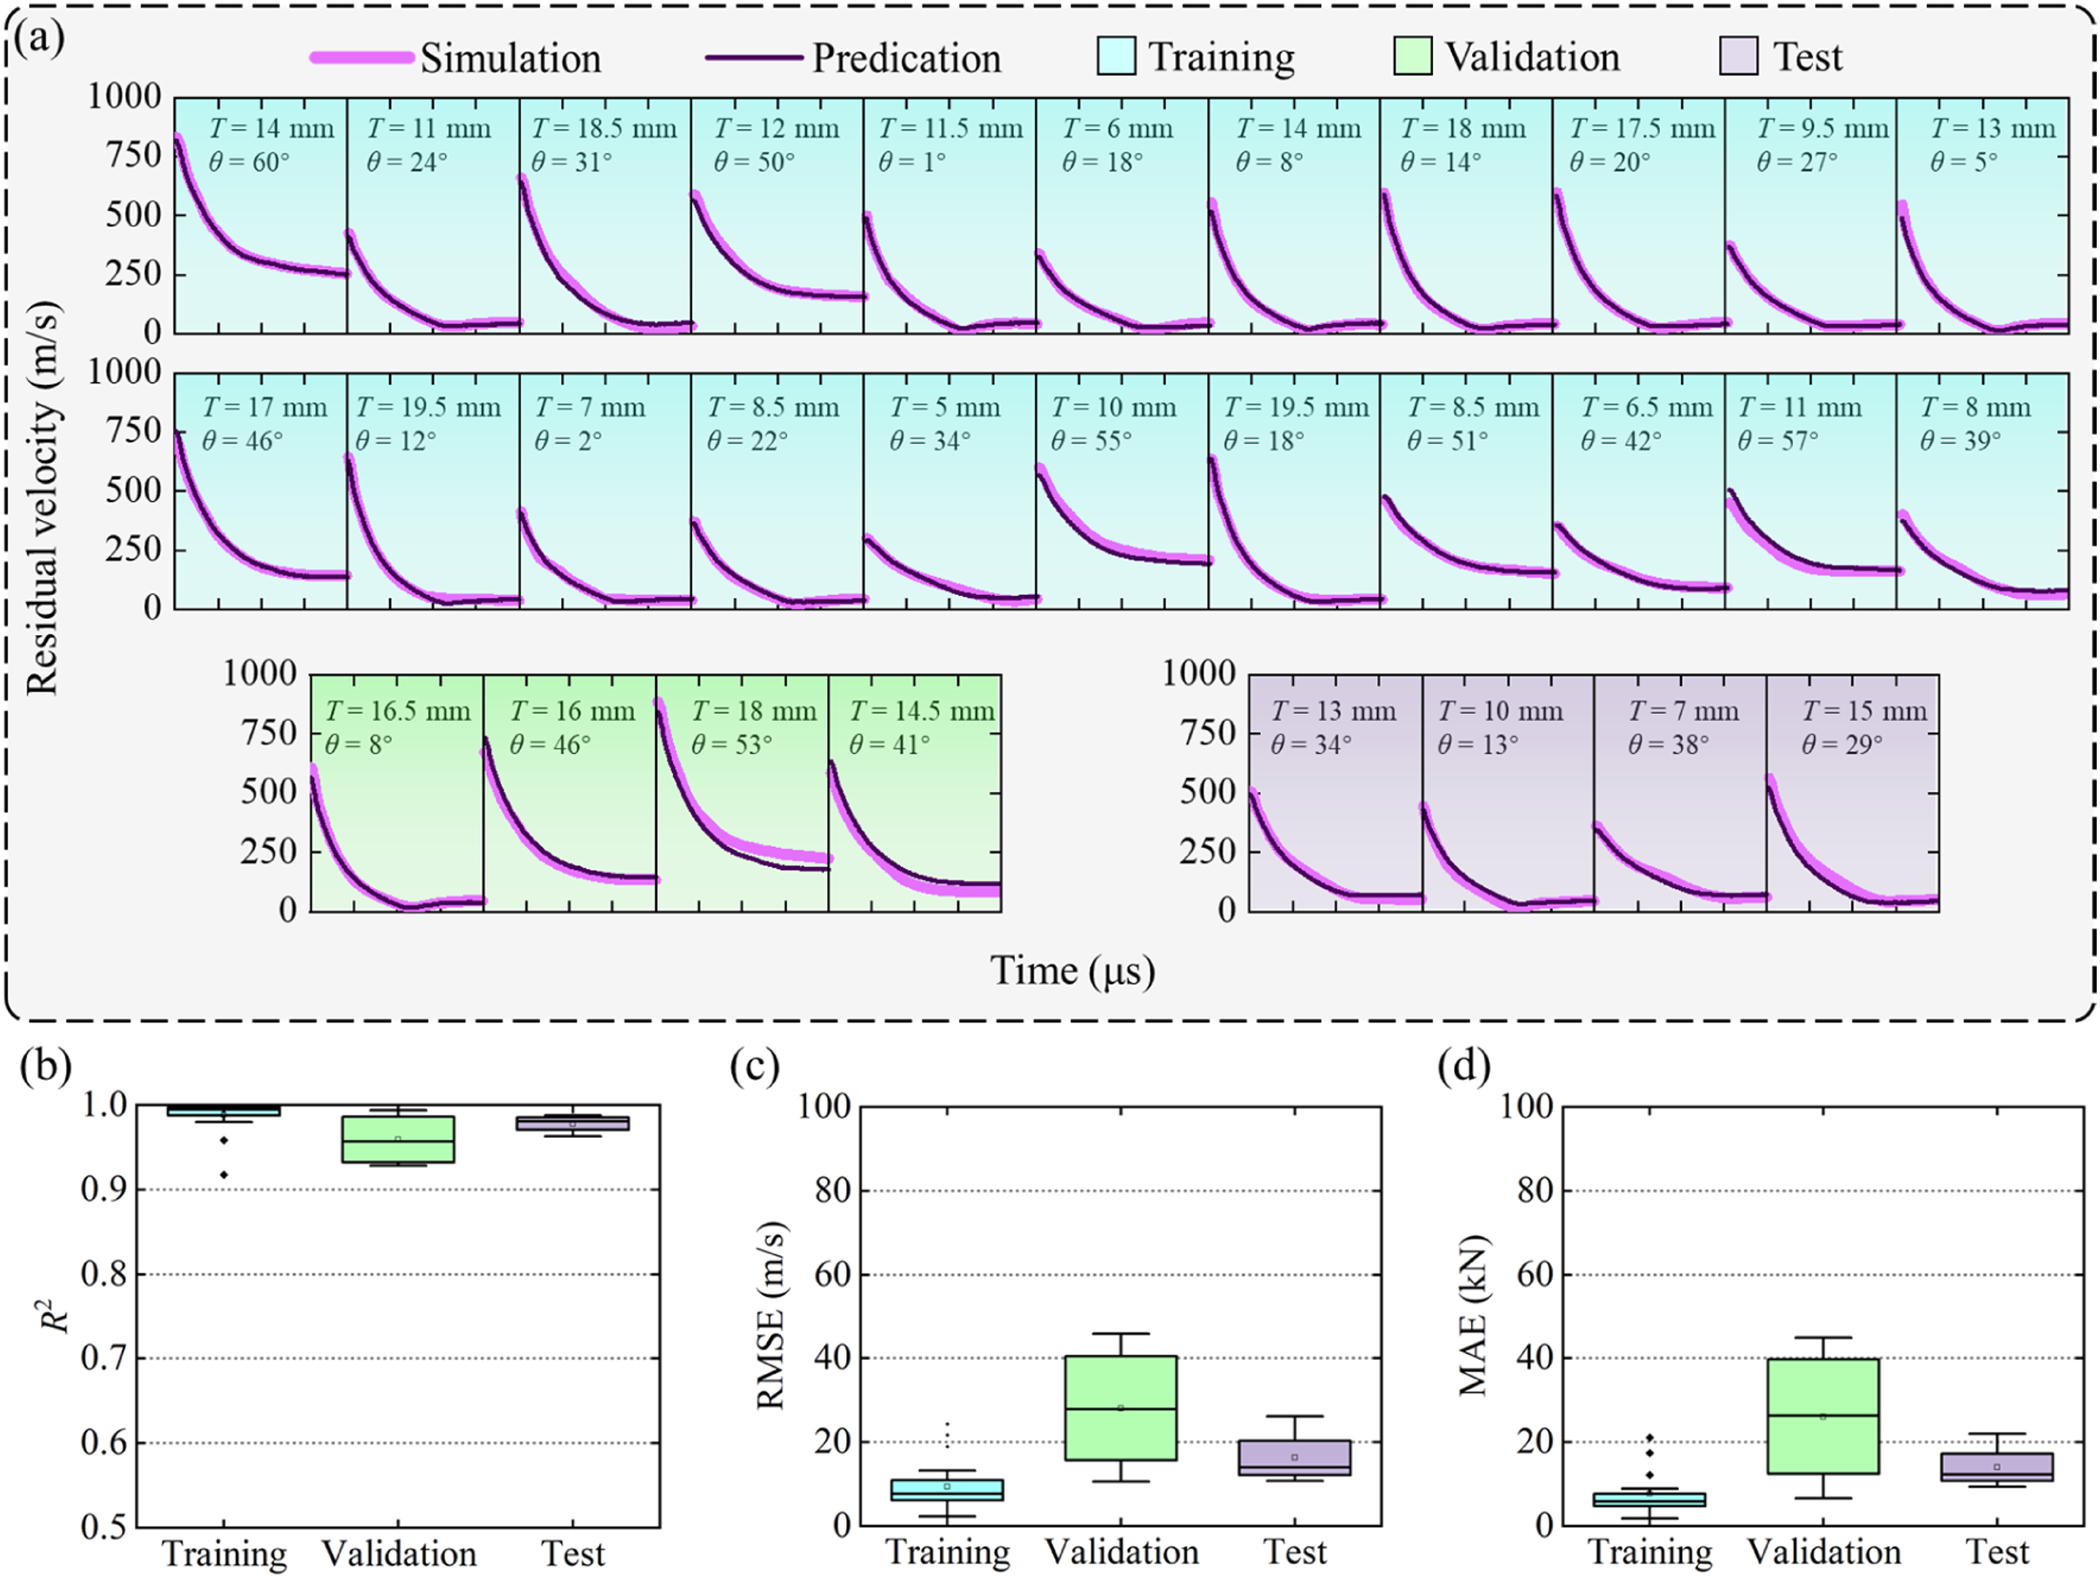 (a)
Simulation Predication Training Validation Test
Residual velocity (m/s)
1000
750
500
250
0
T = 14 mm
θ = 60°
T = 11 mm
θ = 24°
T = 18.5 mm
θ = 31°
T = 12 mm
θ = 50°
T = 11.5 mm
θ = 1°
T = 6 mm
θ = 18°
T = 14 mm
θ = 8°
T = 18 mm
θ = 14°
T = 17.5 mm
θ = 20°
T = 9.5 mm
θ = 27°
T = 13 mm
θ = 5°
1000
750
500
250
0
T = 17 mm
θ = 46°
T = 19.5 mm
θ = 12°
T = 7 mm
θ = 2°
T = 8.5 mm
θ = 22°
T = 5 mm
θ = 34°
T = 10 mm
θ = 55°
T = 19.5 mm
θ = 18°
T = 8.5 mm
θ = 51°
T = 6.5 mm
θ = 42°
T = 11 mm
θ = 57°
T = 8 mm
θ = 39°
1000
750
500
250
0
T = 16.5 mm
θ = 8°
T = 16 mm
θ = 46°
T = 18 mm
θ = 53°
T = 14.5 mm
θ = 41°
1000
750
500
250
0
T = 13 mm
θ = 34°
T = 10 mm
θ = 13°
T = 7 mm
θ = 38°
T = 15 mm
θ = 29°
Time (μs)
(b)
R²
1.0
0.9
0.8
0.7
0.6
0.5
Training Validation Test
(c)
RMSE (m/s)
100
80
60
40
20
0
Training Validation Test
(d)
MAE (kN)
100
80
60
40
20
0
Training Validation Test